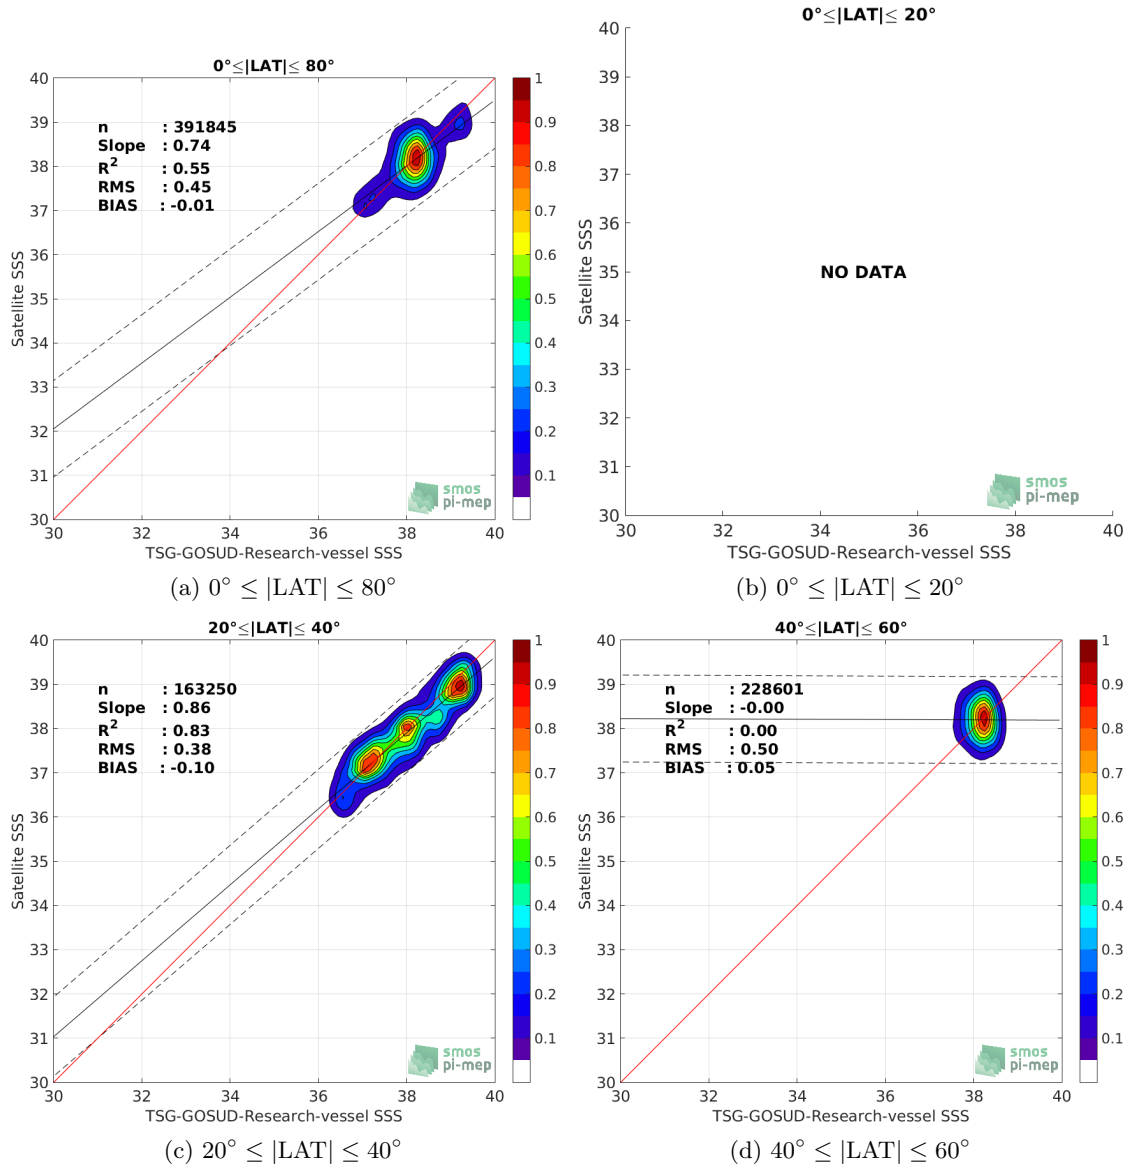 0°≤|LAT|≤ 80°
40
39
38
37
36
35
34
33
32
31
30
Satellite SSS
n : 391845
Slope : 0.74
R² : 0.55
RMS : 0.45
BIAS : -0.01
smos
pi-mep
30 32 34 36 38 40
TSG-GOSUD-Research-vessel SSS
1
0.9
0.8
0.7
0.6
0.5
0.4
0.3
0.2
0.1
(a) 0° ≤ |LAT| ≤ 80°
0°≤|LAT|≤ 20°
40
39
38
37
36
35
34
33
32
31
30
Satellite SSS
NO DATA
smos
pi-mep
30 32 34 36 38 40
TSG-GOSUD-Research-vessel SSS
(b) 0° ≤ |LAT| ≤ 20°
20°≤|LAT|≤ 40°
40
39
38
37
36
35
34
33
32
31
30
Satellite SSS
n : 163250
Slope : 0.86
R² : 0.83
RMS : 0.38
BIAS : -0.10
smos
pi-mep
30 32 34 36 38 40
TSG-GOSUD-Research-vessel SSS
1
0.9
0.8
0.7
0.6
0.5
0.4
0.3
0.2
0.1
(c) 20° ≤ |LAT| ≤ 40°
40°≤|LAT|≤ 60°
40
39
38
37
36
35
34
33
32
31
30
Satellite SSS
n : 228601
Slope : -0.00
R² : 0.00
RMS : 0.50
BIAS : 0.05
smos
pi-mep
30 32 34 36 38 40
TSG-GOSUD-Research-vessel SSS
1
0.9
0.8
0.7
0.6
0.5
0.4
0.3
0.2
0.1
(d) 40° ≤ |LAT| ≤ 60°